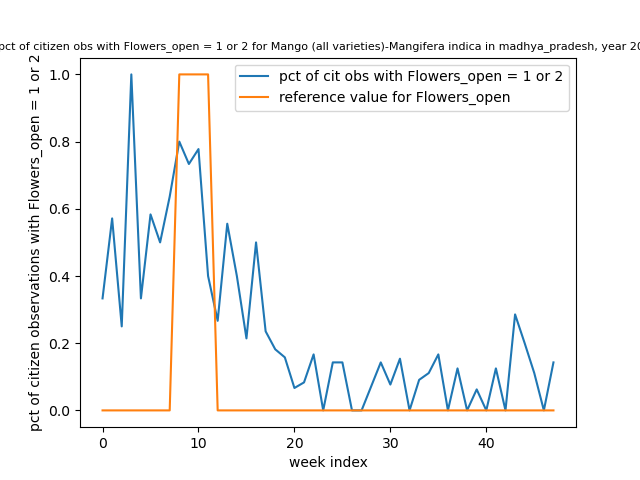 pct of citizen obs with Flowers_open = 1 or 2 for Mango (all varieties)-Mangifera indica in madhya_pradesh, year 20
pct of cit obs with Flowers_open = 1 or 2
reference value for Flowers_open
pct of citizen observations with Flowers_open = 1 or 2
1.0
0.8
0.6
0.4
0.2
0.0
0 10 20 30 40
week index